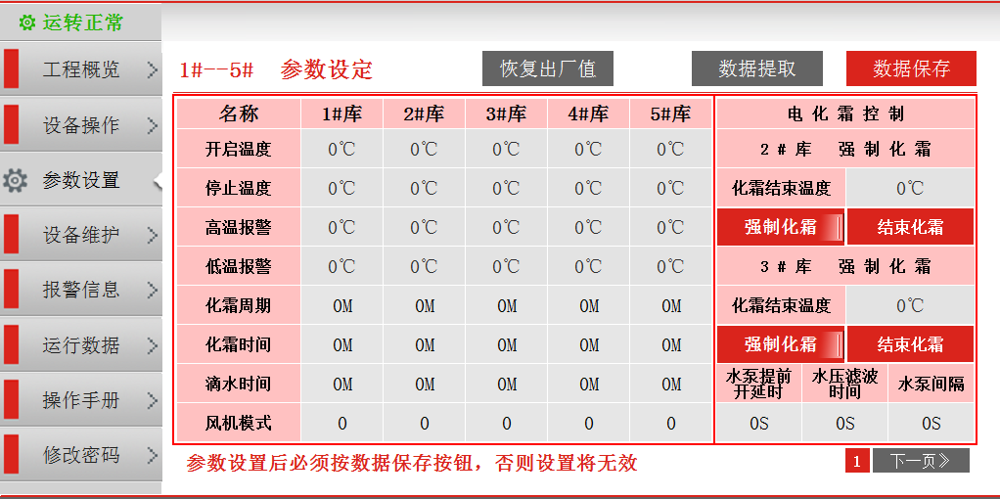 运转正常
工程概览
设备操作
参数设置
设备维护
报警信息
运行数据
操作手册
修改密码
1#--5# 参数设定
恢复出厂值 数据提取 数据保存
名称 1#库 2#库 3#库 4#库 5#库
开启温度 0℃ 0℃ 0℃ 0℃ 0℃
停止温度 0℃ 0℃ 0℃ 0℃ 0℃
高温报警 0℃ 0℃ 0℃ 0℃ 0℃
低温报警 0℃ 0℃ 0℃ 0℃ 0℃
化霜周期 0M 0M 0M 0M 0M
化霜时间 0M 0M 0M 0M 0M
滴水时间 0M 0M 0M 0M 0M
风机模式 0 0 0 0 0
电化霜控制
2#库 强制化霜
化霜结束温度 0℃
强制化霜 结束化霜
3#库 强制化霜
化霜结束温度 0℃
强制化霜 结束化霜
水泵提前开延时 水压滤波时间 水泵间隔
0S 0S 0S
参数设置后必须按数据保存按钮，否则设置将无效
1 下一页》